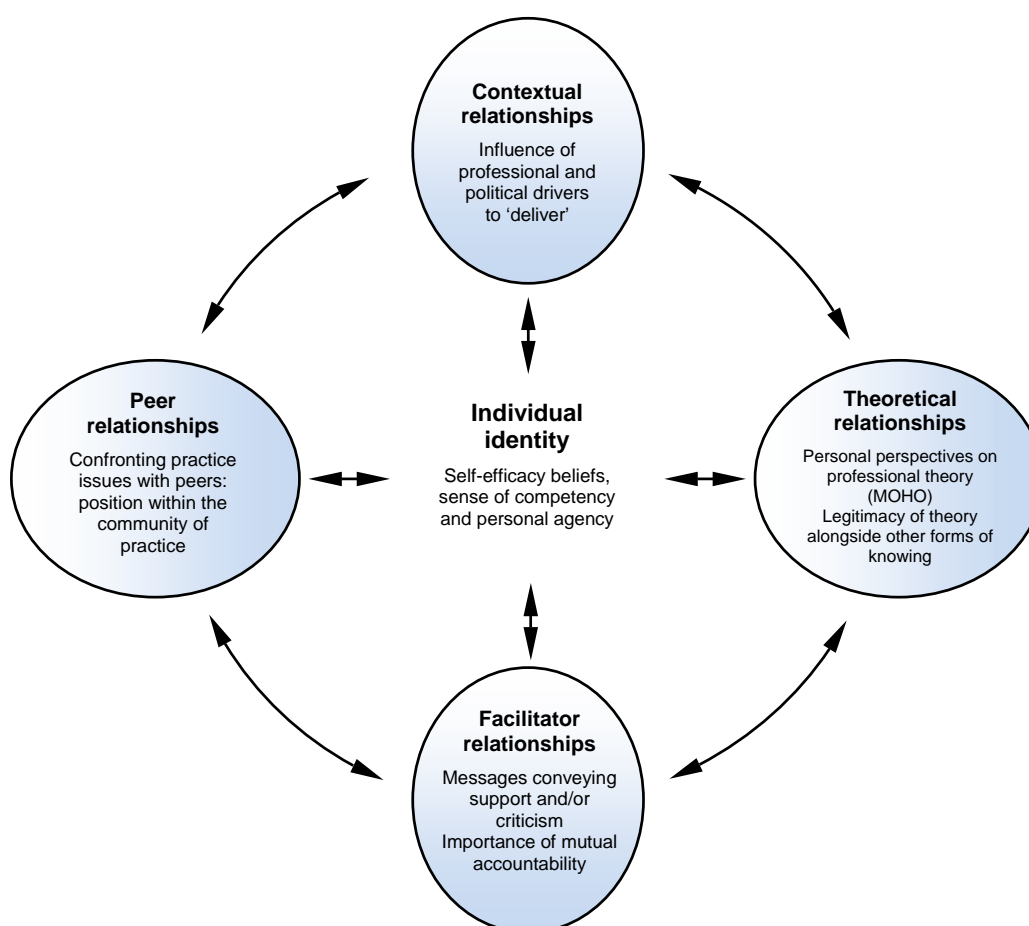 Contextual
relationships
Influence of
professional and
political drivers
to ‘deliver’
Peer
relationships
Confronting practice
issues with peers:
position within the
community of
practice
Individual
identity
Self-efficacy beliefs,
sense of competency
and personal agency
Theoretical
relationships
Personal perspectives on
professional theory
(MOHO)
Legitimacy of theory
alongside other forms of
knowing
Facilitator
relationships
Messages conveying
support and/or
criticism
Importance of mutual
accountability